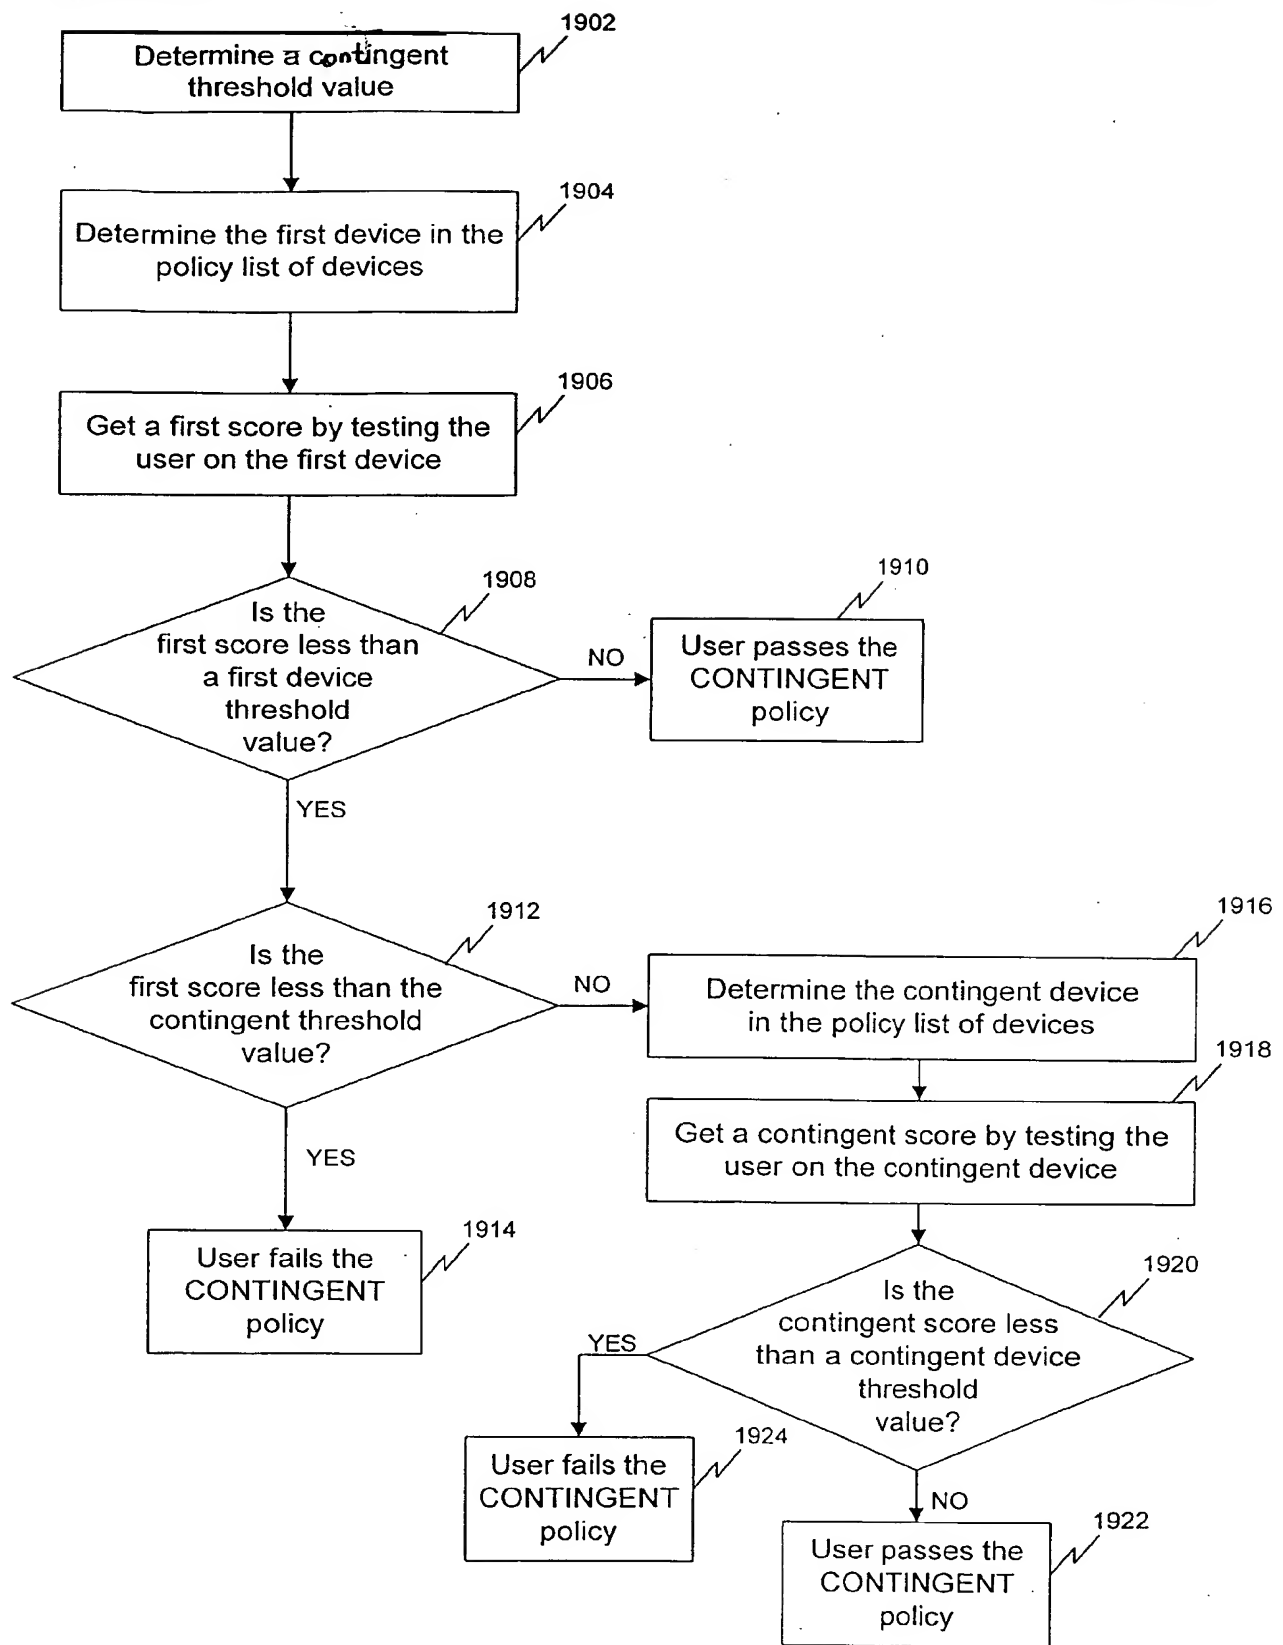 1902
Determine a contingent
threshold value
1904
Determine the first device in the
policy list of devices
1906
Get a first score by testing the
user on the first device
1908
Is the
first score less than
a first device
threshold
value?
NO
1910
User passes the
CONTINGENT
policy
YES
1912
Is the
first score less than the
contingent threshold
value?
NO
1916
Determine the contingent device
in the policy list of devices
1918
Get a contingent score by testing the
user on the contingent device
YES
1914
User fails the
CONTINGENT
policy
1920
Is the
contingent score less
than a contingent device
threshold
value?
YES
1924
User fails the
CONTINGENT
policy
NO
1922
User passes the
CONTINGENT
policy